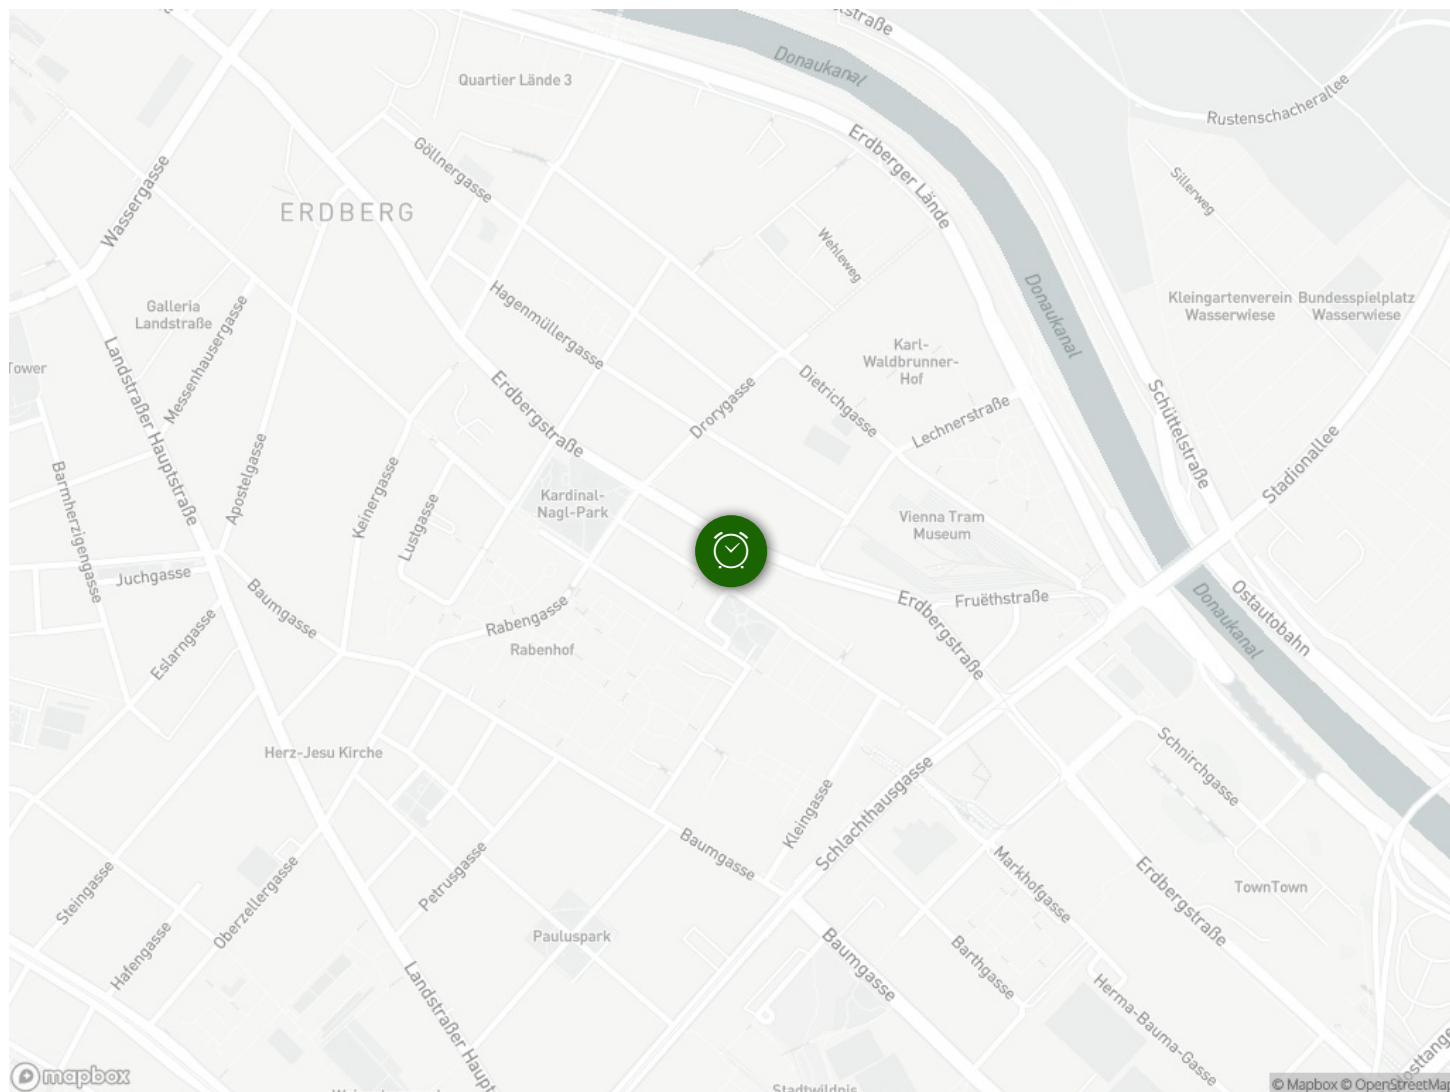 Donaukanal
Quartier Lände 3
Rustenschacherallee
Erdberger Lände
Göllnergasse
Wassergasse
Sillerweg
ERDBERG
Wehleweg
Galleria
Landstraße
Messenhausergasse
Hagenmüllergasse
Donaukanal
Kleingartenverein
Wasserwiese
Bundesspielplatz
Wasserwiese
Tower
Landstraßer Hauptstraße
Karl-
Waldbrunner-
Hof
Erdbergstraße
Drorygasse
Dietrichgasse
Lechnerstraße
Schüttelstraße
Stadionallee
Barmherzigengasse
Apostelgasse
Keinergasse
Lustgasse
Kardinal-
Nagl-Park
Vienna Tram
Museum
Juchgasse
Baumgasse
Eslarngasse
Rabengasse
Rabenhof
Erdbergstraße
Fruëthstraße
Donaukanal
Ostautobahn
Herz-Jesu Kirche
Schnirchgasse
Kleingasse
Schlachthausgasse
Baumgasse
Petrusgasse
Markhofgasse
Erdbergstraße
TownTown
Steingasse
Hafengasse
Oberzellergasse
Pauluspark
Baumgasse
Barthgasse
Landstraßer Haupt
Herma-Bauma-Gasse
mapbox
Stadtwildnis
© Mapbox © OpenStreetMap